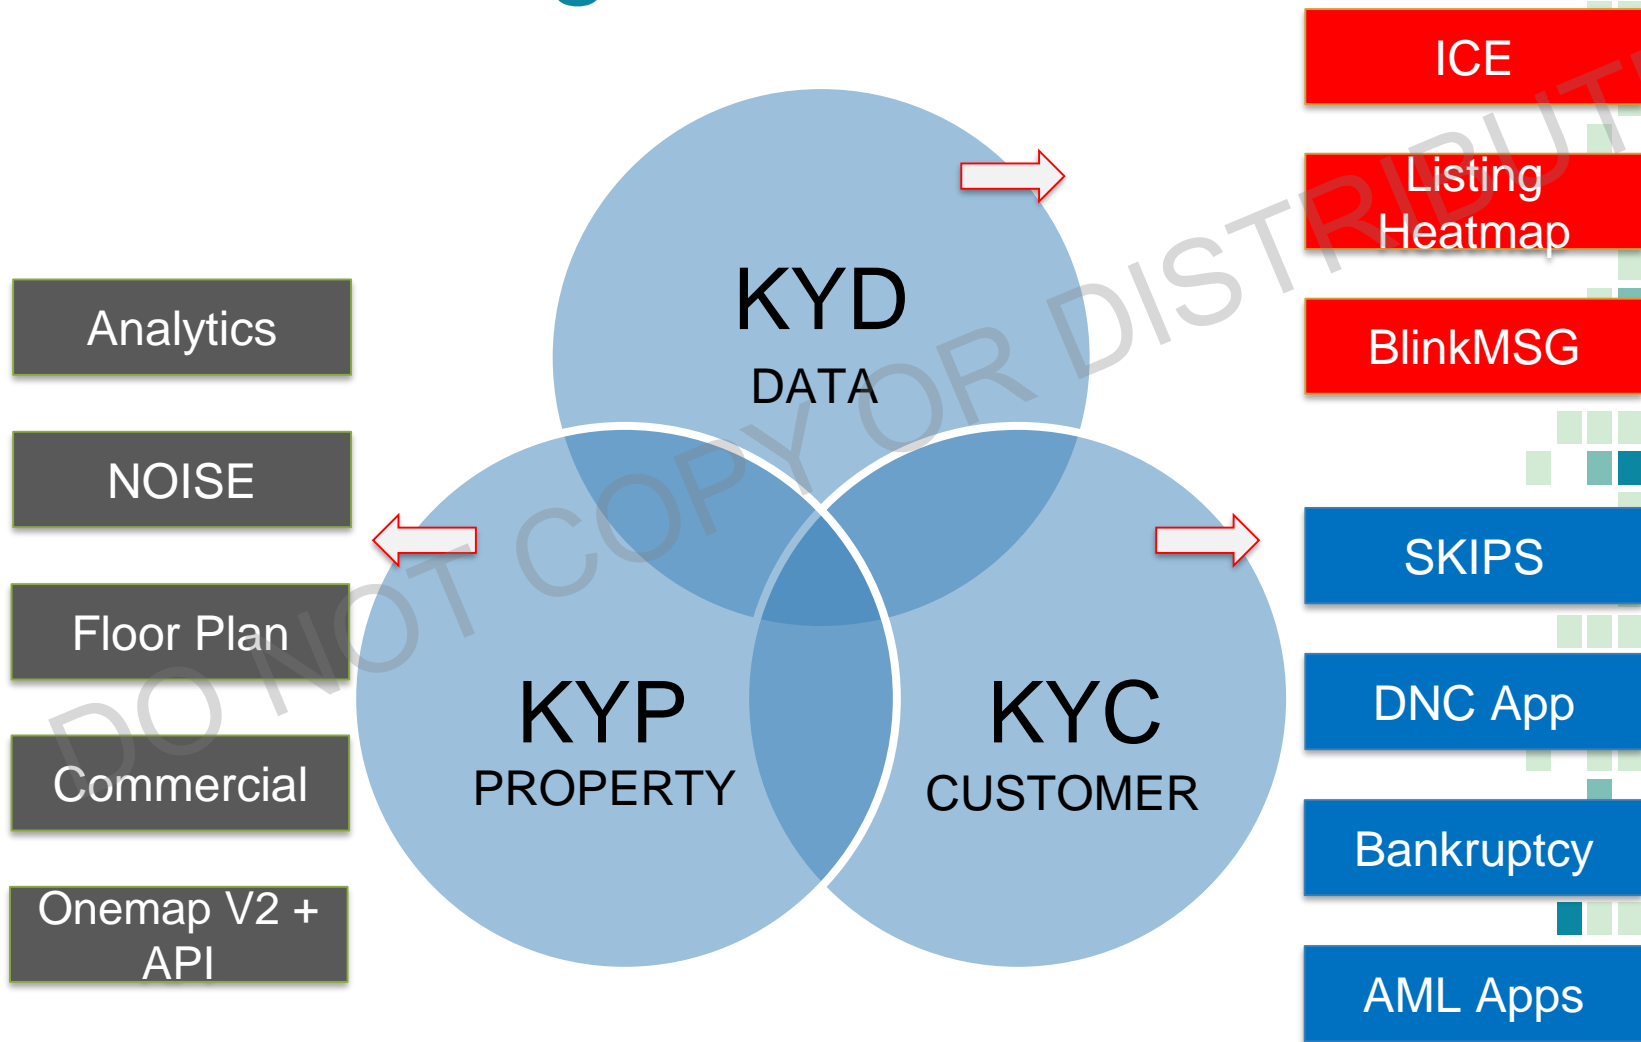 ICE
Listing
Heatmap
BlinkMSG
KYD
DATA
Analytics
NOISE
Floor Plan
Commercial
Onemap V2 +
API
KYP
PROPERTY
KYC
CUSTOMER
SKIPS
DNC App
Bankruptcy
AML Apps
DO NOT COPY OR DISTRIBUT